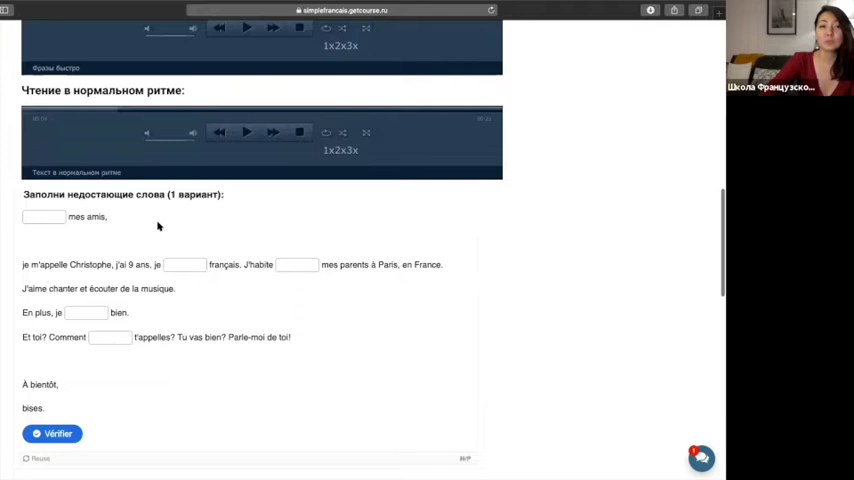 simplefrancais.getcourse.ru
1x2x3x
Фразы быстро
Школа Французско...
Чтение в нормальном ритме:
1x2x3x
Текст в нормальном ритме
Заполни недостающие слова (1 вариант):
mes amis,
je m'appelle Christophe, j'ai 9 ans, je français. J'habite mes parents à Paris, en France.
J'aime chanter et écouter de la musique.
En plus, je bien.
Et toi? Comment t'appelles? Tu vas bien? Parle-moi de toi!
À bientôt,
bises.
Vérifier
Reuse
1